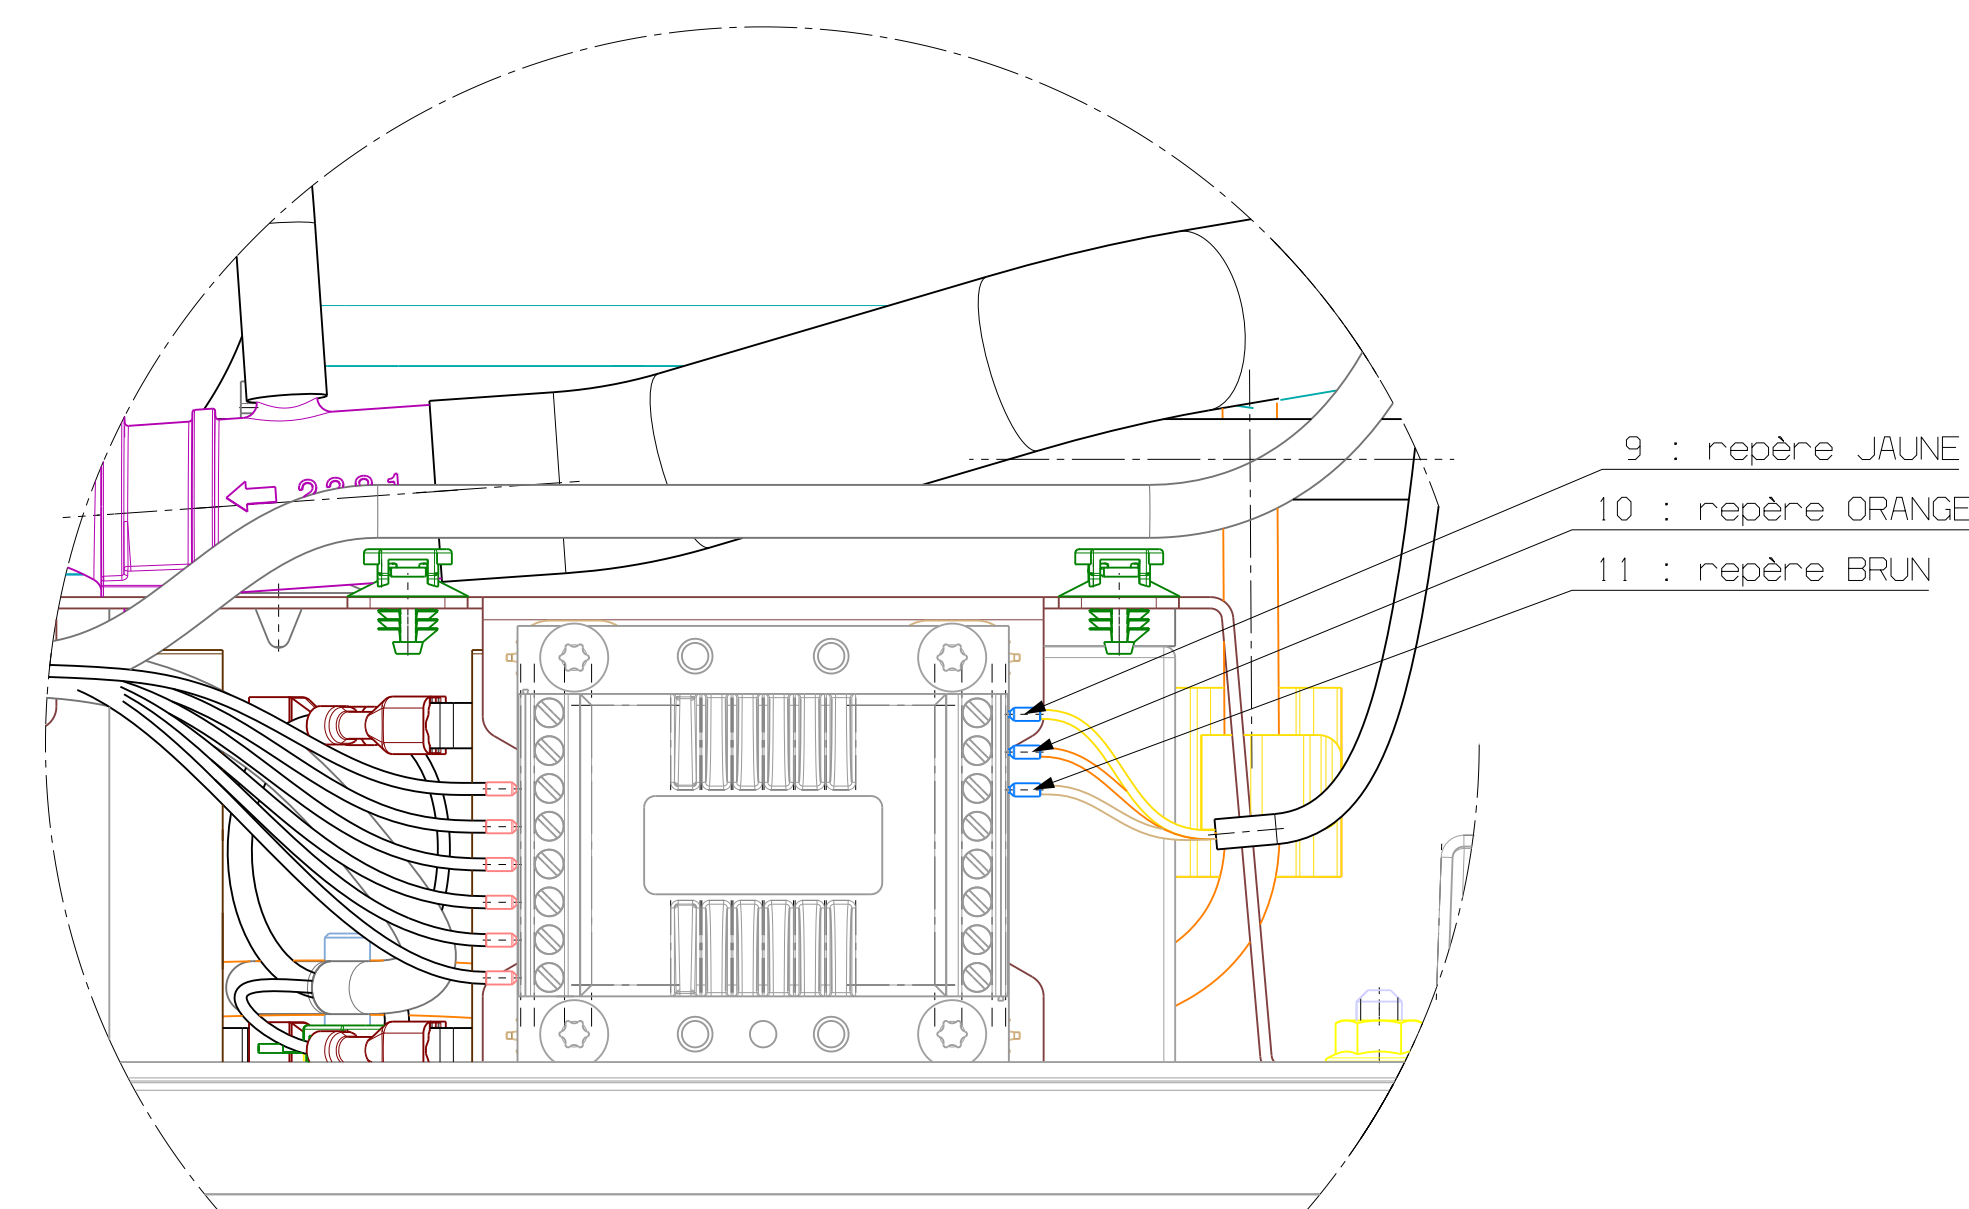 9 : repère JAUNE
10 : repère ORANGE
11 : repère BRUN